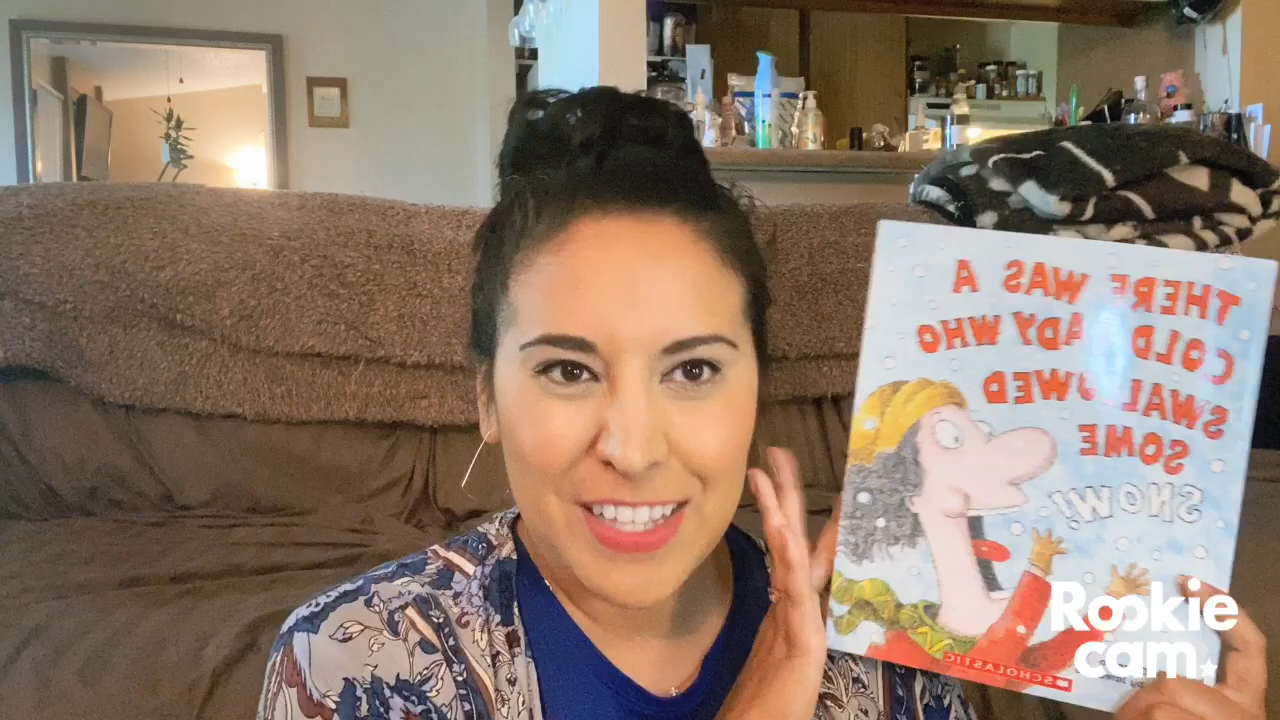 THERE WAS A
COLD LADY WHO
SWALLOWED
SOME
SNOW!
SCHOLASTIC
Rookie
cam.